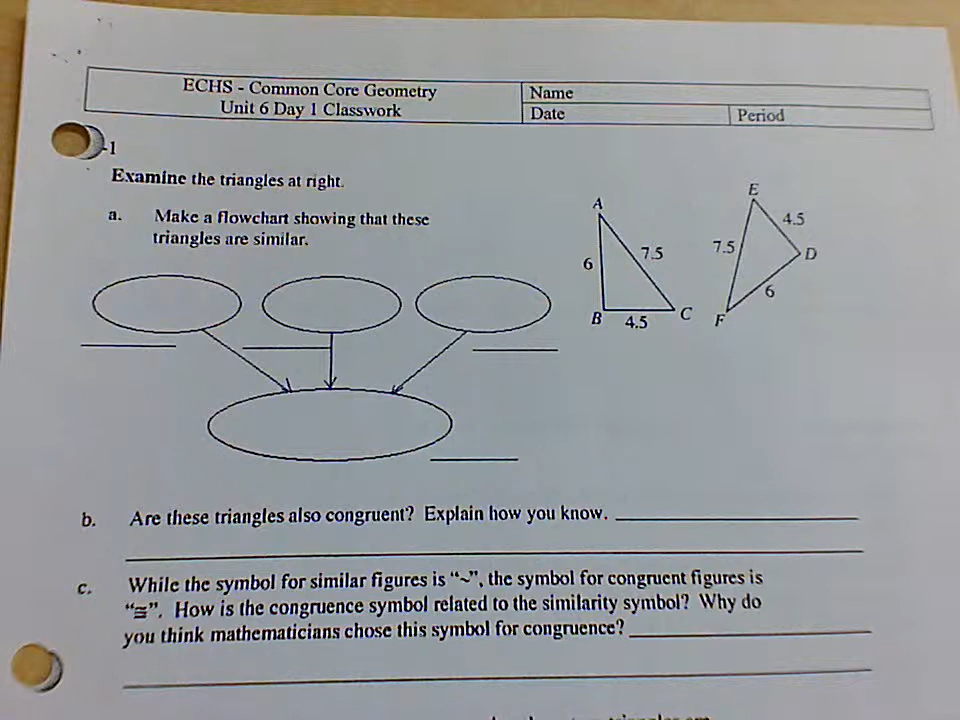 ECHS - Common Core Geometry
Unit 6 Day 1 Classwork
Name
Date
Period
-1
Examine the triangles at right.
a. Make a flowchart showing that these
triangles are similar.
A
6
7.5
B
4.5
C
E
4.5
7.5
D
6
F
b. Are these triangles also congruent? Explain how you know.
c. While the symbol for similar figures is “~”, the symbol for congruent figures is
“≅”. How is the congruence symbol related to the similarity symbol? Why do
you think mathematicians chose this symbol for congruence?